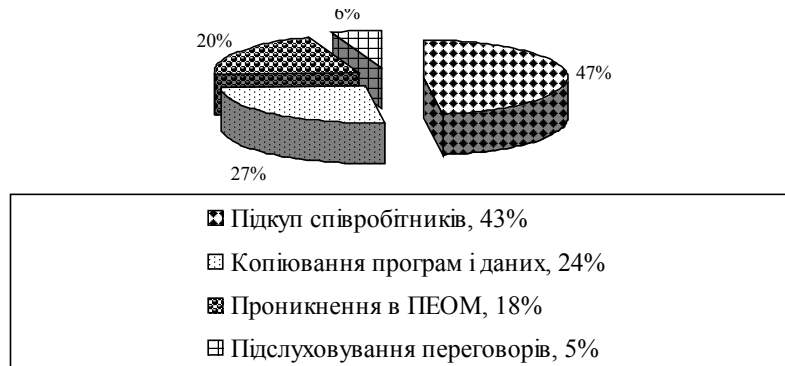 6%
20%
47%
27%
Підкуп співробітників, 43%
Копіювання програм і даних, 24%
Проникнення в ПЕОМ, 18%
Підслуховування переговорів, 5%